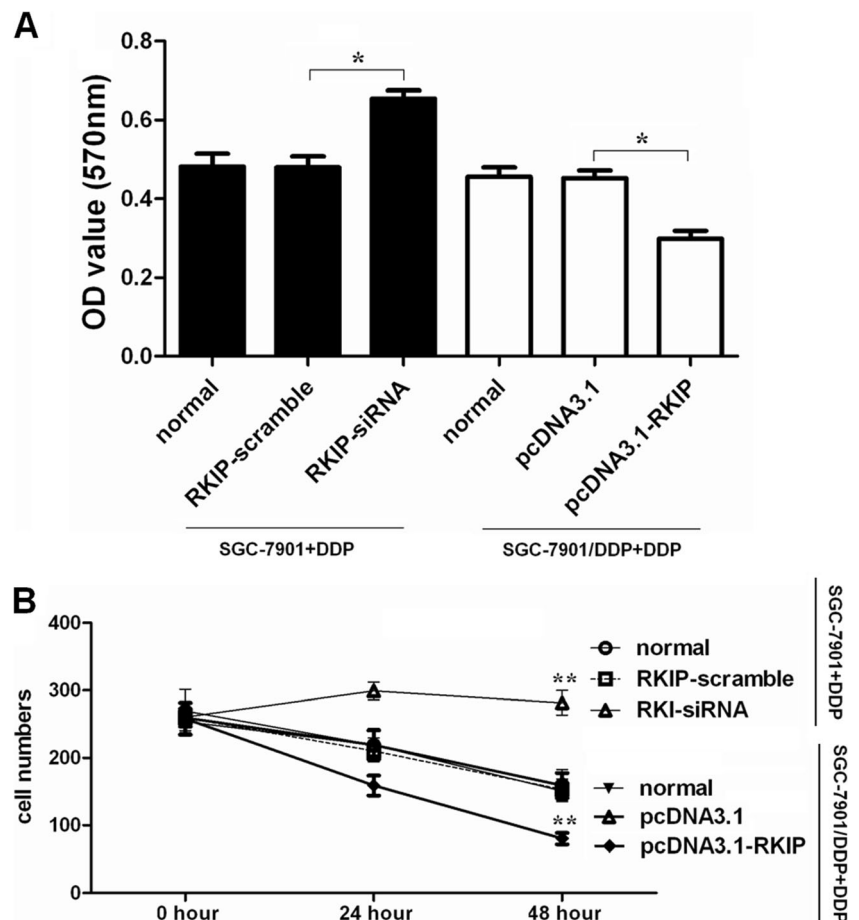 A
0.8
0.6
0.4
0.2
0.0
OD value (570nm)
*
*
normal
RKIP-scramble
RKIP-siRNA
normal
pcDNA3.1
pcDNA3.1-RKIP
SGC-7901+DDP
SGC-7901/DDP+DDP
B
400
300
200
100
0
cell numbers
**
**
0 hour
24 hour
48 hour
normal
RKIP-scramble
RKI-siRNA
SGC-7901+DDP
normal
pcDNA3.1
pcDNA3.1-RKIP
SGC-7901/DDP+DDP